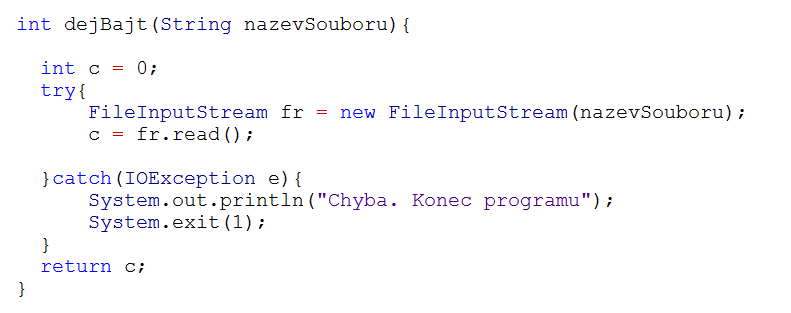 int dejBajt(String nazevSouboru){
int c = 0;
try{
FileInputStream fr = new FileInputStream(nazevSouboru);
c = fr.read();
}catch(IOException e){
System.out.println("Chyba. Konec programu");
System.exit(1);
}
return c;
}